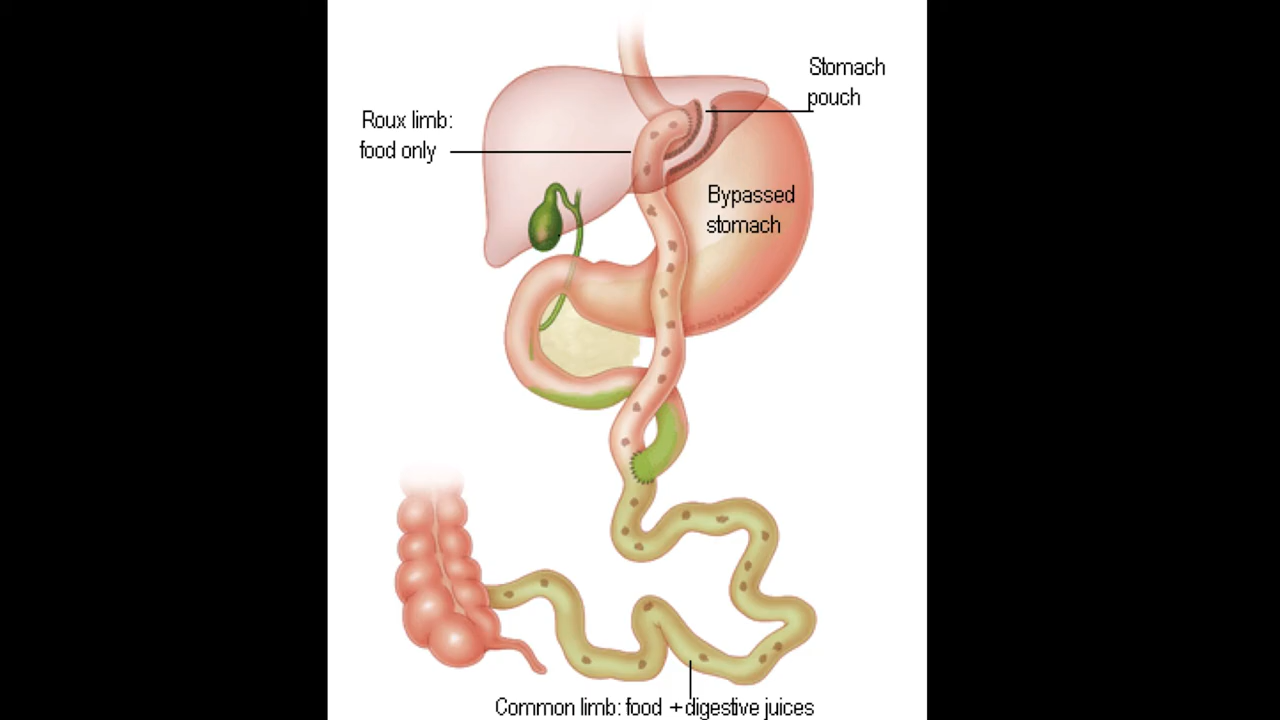 Stomach
pouch
Roux limb:
food only
Bypassed
stomach
Common limb: food + digestive juices